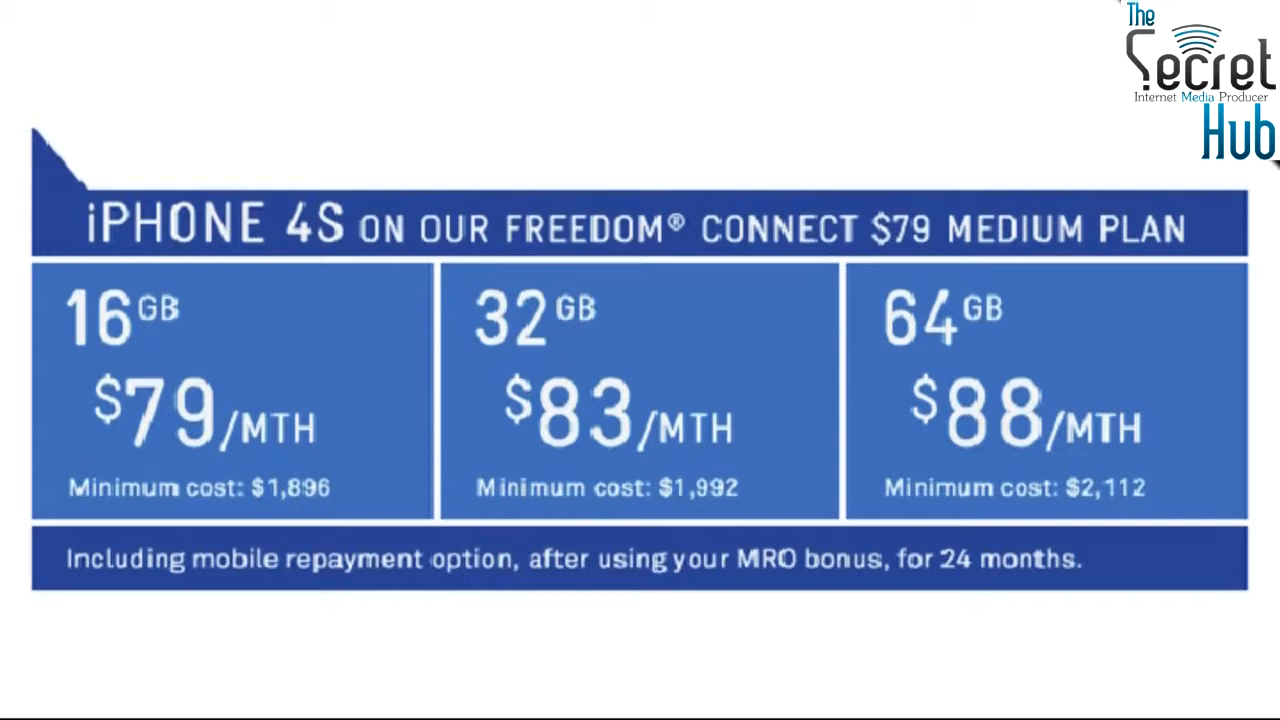 The
Secret
Internet Media Producer
Hub
iPHONE 4S ON OUR FREEDOM® CONNECT $79 MEDIUM PLAN
16GB
$79/MTH
Minimum cost: $1,896
32GB
$83/MTH
Minimum cost: $1,992
64GB
$88/MTH
Minimum cost: $2,112
Including mobile repayment option, after using your MRO bonus, for 24 months.